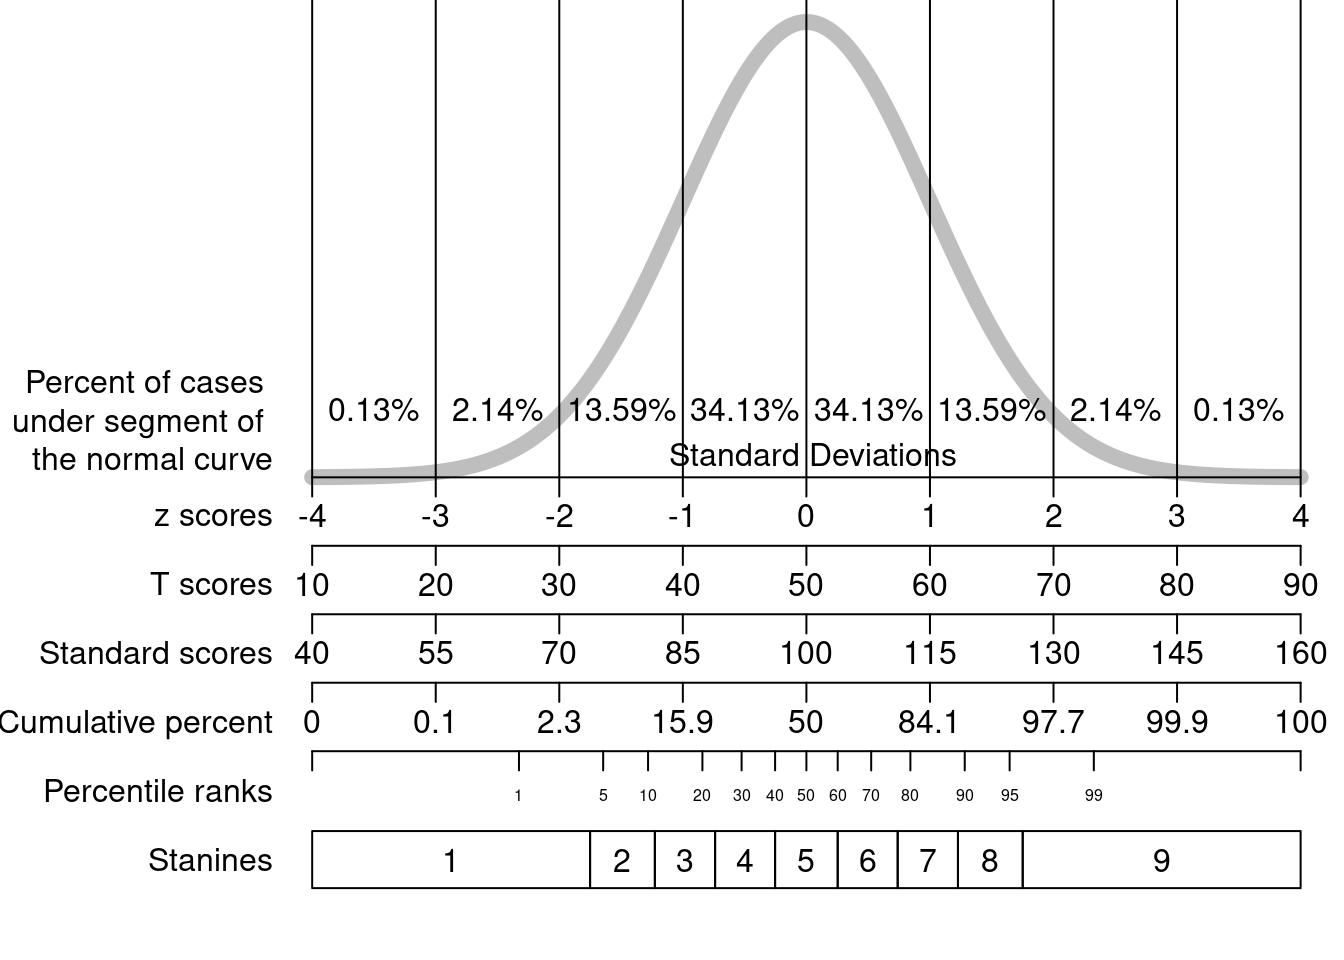 Percent of cases
under segment of
the normal curve
0.13% 2.14% 13.59% 34.13% 34.13% 13.59% 2.14% 0.13%
Standard Deviations
z scores -4 -3 -2 -1 0 1 2 3 4
T scores 10 20 30 40 50 60 70 80 90
Standard scores 40 55 70 85 100 115 130 145 160
Cumulative percent 0 0.1 2.3 15.9 50 84.1 97.7 99.9 100
Percentile ranks 1 5 10 20 30 40 50 60 70 80 90 95 99
Stanines 1 2 3 4 5 6 7 8 9